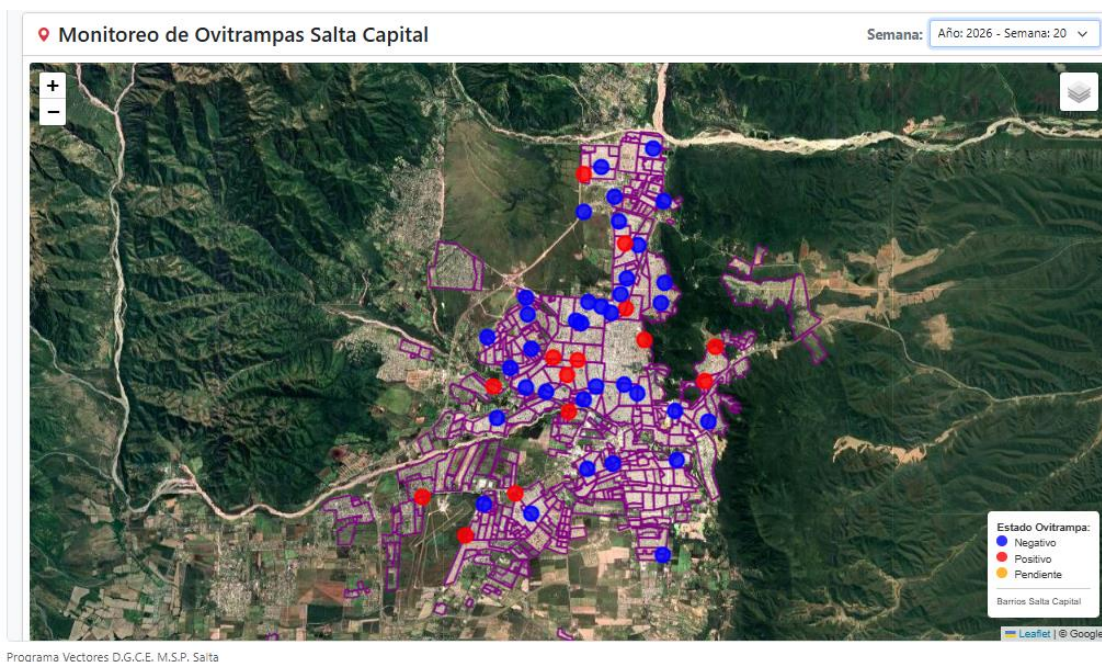 Monitoreo de Ovitrampas Salta Capital
Semana: Año: 2026 - Semana: 20
+
−
Estado Ovitrampa:
Negativo
Positivo
Pendiente
Barrios Salta Capital
Leaflet | © Google
Programa Vectores D.G.C.E. M.S.P. Salta